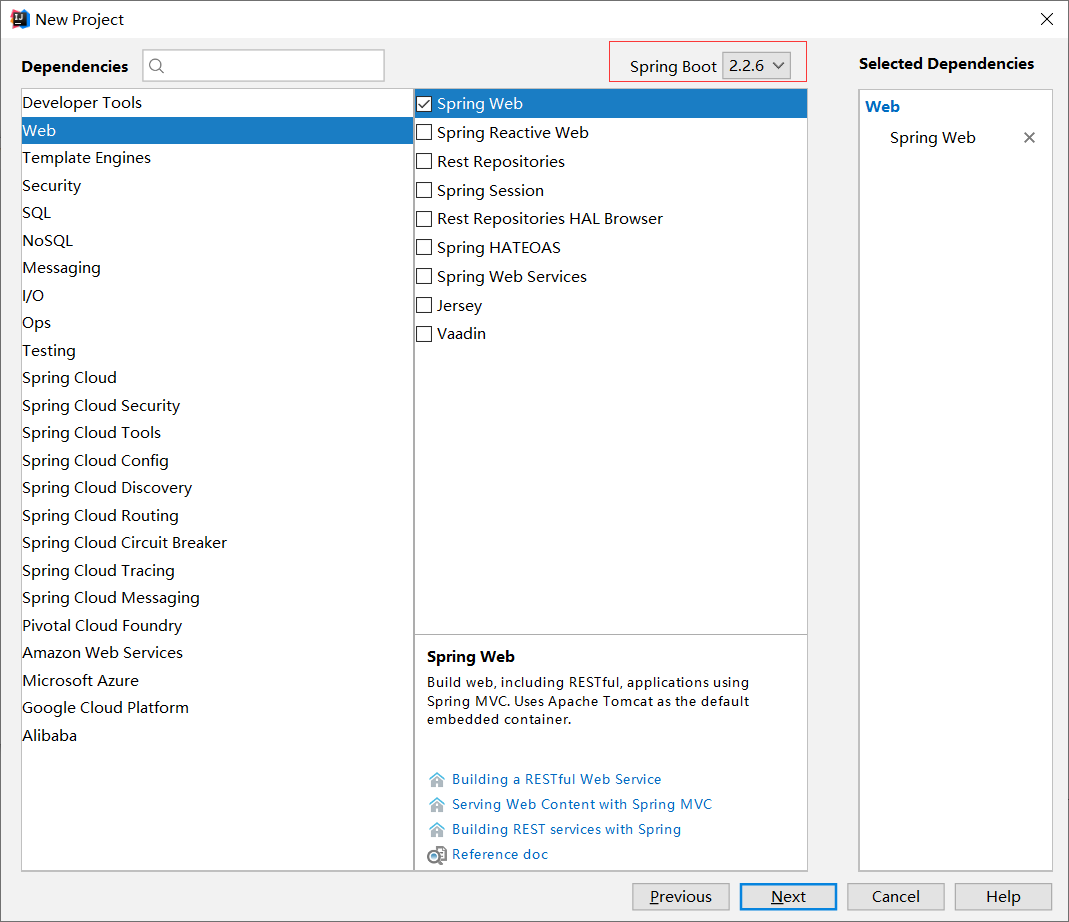 New Project
Dependencies
Spring Boot 2.2.6
Selected Dependencies
Developer Tools
Web
Template Engines
Security
SQL
NoSQL
Messaging
I/O
Ops
Testing
Spring Cloud
Spring Cloud Security
Spring Cloud Tools
Spring Cloud Config
Spring Cloud Discovery
Spring Cloud Routing
Spring Cloud Circuit Breaker
Spring Cloud Tracing
Spring Cloud Messaging
Pivotal Cloud Foundry
Amazon Web Services
Microsoft Azure
Google Cloud Platform
Alibaba
Spring Web
Spring Reactive Web
Rest Repositories
Spring Session
Rest Repositories HAL Browser
Spring HATEOAS
Spring Web Services
Jersey
Vaadin
Spring Web
Build web, including RESTful, applications using
Spring MVC. Uses Apache Tomcat as the default
embedded container.
Building a RESTful Web Service
Serving Web Content with Spring MVC
Building REST services with Spring
Reference doc
Web
Spring Web
Previous
Next
Cancel
Help